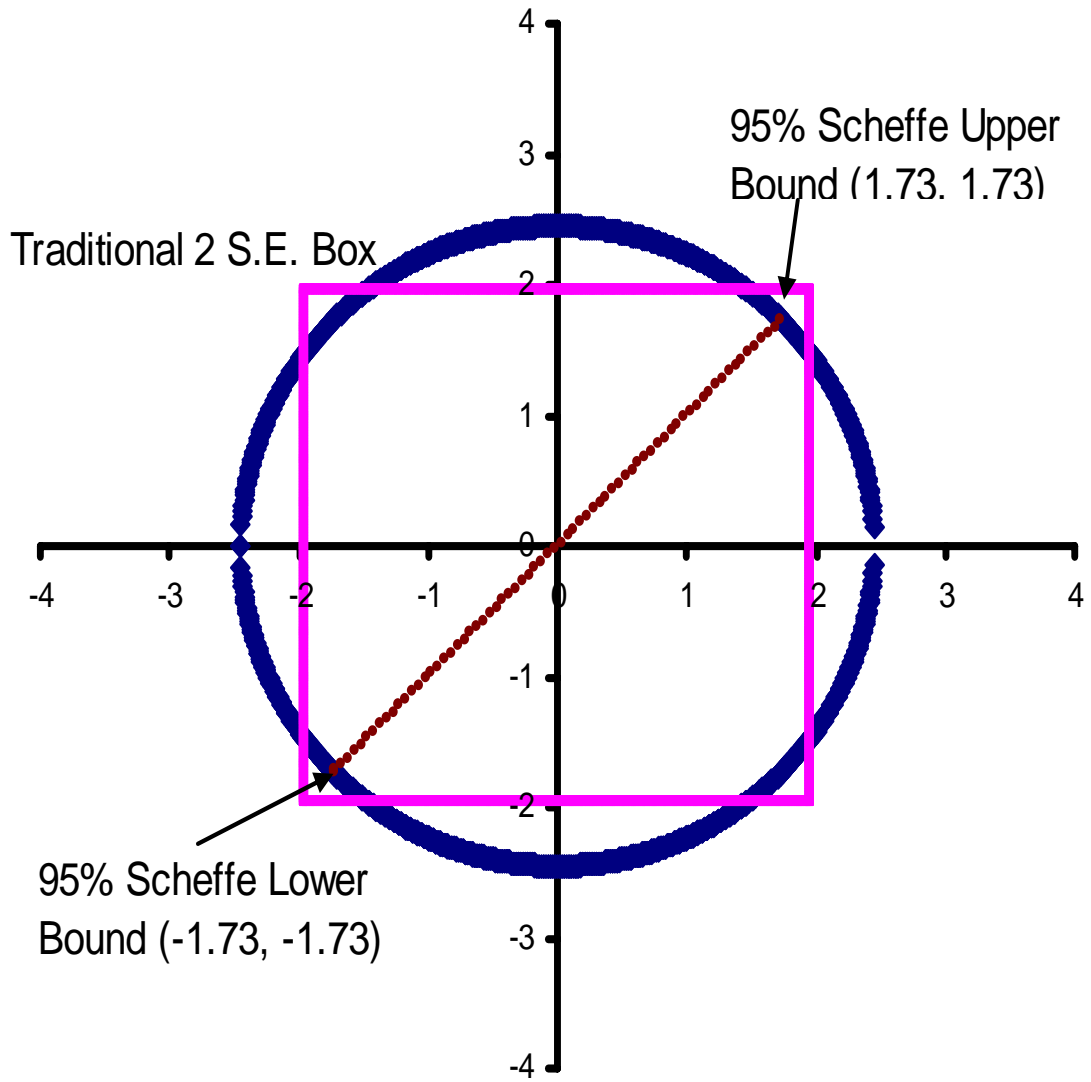 4
95% Scheffe Upper
3
Bound (1.73, 1.73)
Traditional 2 S.E. Box
2
1
0
-4 -3 -2 -1 0 1 2 3 4
-1
-2
95% Scheffe Lower
Bound (-1.73, -1.73)
-3
-4